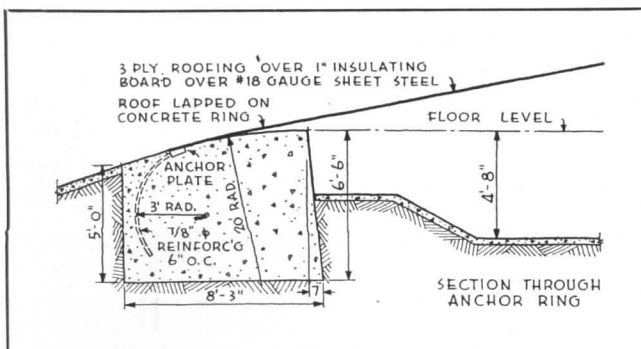 3 PLY. ROOFING OVER 1" INSULATING
BOARD OVER #18 GAUGE SHEET STEEL
ROOF LAPPED ON
CONCRETE RING
FLOOR LEVEL
ANCHOR
PLATE
3' RAD.
7/8" ϕ
REINFORC'G
6" O.C.
20' RAD.
5'-0"
6'-6"
4'-8"
8'-3"
7"
SECTION THROUGH
ANCHOR RING